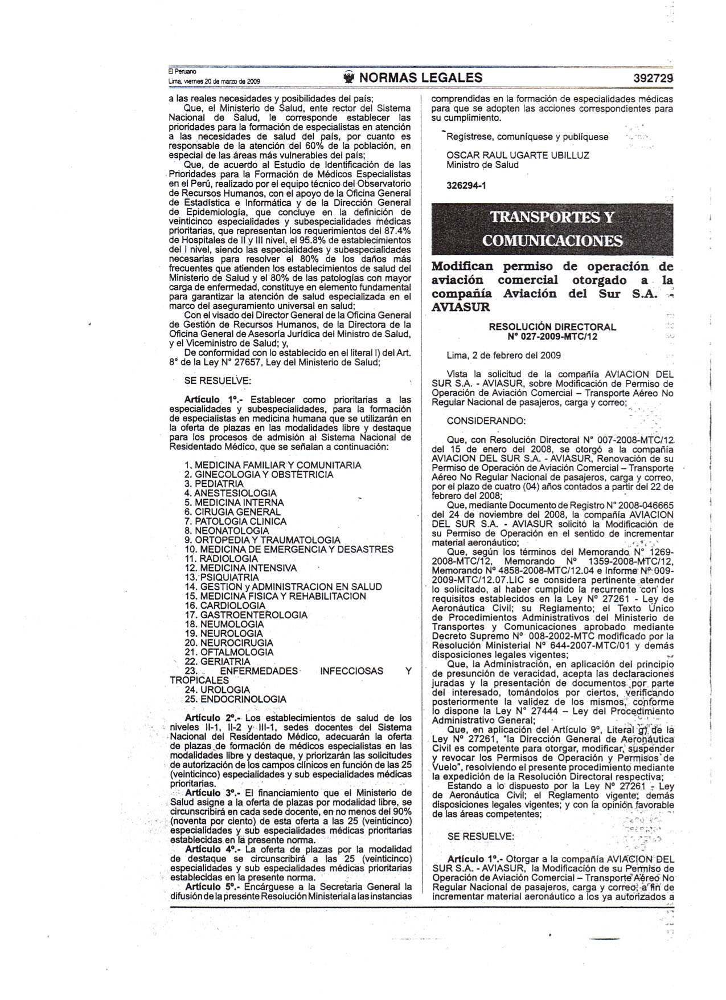 El Peruano
Lima, viernes 20 de marzo de 2009
NORMAS LEGALES
392729
a las reales necesidades y posibilidades del país;
Que, el Ministerio de Salud, ente rector del Sistema
Nacional de Salud, le corresponde establecer las
prioridades para la formación de especialistas en atención
a las necesidades de salud del país, por cuanto es
responsable de la atención del 60% de la población, en
especial de las áreas más vulnerables del país;
Que, de acuerdo al Estudio de Identificación de las
Prioridades para la Formación de Médicos Especialistas
en el Perú, realizado por el equipo técnico del Observatorio
de Recursos Humanos, con el apoyo de la Oficina General
de Estadística e Informática y de la Dirección General
de Epidemiología, que concluye en la definición de
veinticinco especialidades y subespecialidades médicas
prioritarias, que representan los requerimientos del 87.4%
de Hospitales de II y III nivel, el 95.8% de establecimientos
del I nivel, siendo las especialidades y subespecialidades
necesarias para resolver el 80% de los daños más
frecuentes que atienden los establecimientos de salud del
Ministerio de Salud y el 80% de las patologías con mayor
carga de enfermedad, constituye en elemento fundamental
para garantizar la atención de salud especializada en el
marco del aseguramiento universal en salud;
Con el visado del Director General de la Oficina General
de Gestión de Recursos Humanos, de la Directora de la
Oficina General de Asesoría Jurídica del Ministro de Salud,
y el Viceministro de Salud; y,
De conformidad con lo establecido en el literal l) del Art.
8° de la Ley N° 27657, Ley del Ministerio de Salud;
SE RESUELVE:
Artículo 1º.- Establecer como prioritarias a las
especialidades y subespecialidades, para la formación
de especialistas en medicina humana que se utilizarán en
la oferta de plazas en las modalidades libre y destaque
para los procesos de admisión al Sistema Nacional de
Residentado Médico, que se señalan a continuación:
1. MEDICINA FAMILIAR Y COMUNITARIA
2. GINECOLOGIA Y OBSTETRICIA
3. PEDIATRIA
4. ANESTESIOLOGIA
5. MEDICINA INTERNA
6. CIRUGIA GENERAL
7. PATOLOGIA CLINICA
8. NEONATOLOGIA
9. ORTOPEDIA Y TRAUMATOLOGIA
10. MEDICINA DE EMERGENCIA Y DESASTRES
11. RADIOLOGIA
12. MEDICINA INTENSIVA
13. PSIQUIATRIA
14. GESTION y ADMINISTRACION EN SALUD
15. MEDICINA FISICA Y REHABILITACION
16. CARDIOLOGIA
17. GASTROENTEROLOGIA
18. NEUMOLOGIA
19. NEUROLOGIA
20. NEUROCIRUGIA
21. OFTALMOLOGIA
22. GERIATRIA
23. ENFERMEDADES INFECCIOSAS Y
TROPICALES
24. UROLOGIA
25. ENDOCRINOLOGIA
Artículo 2º.- Los establecimientos de salud de los
niveles II-1, II-2 y III-1, sedes docentes del Sistema
Nacional del Residentado Médico, adecuarán la oferta
de plazas de formación de médicos especialistas en las
modalidades libre y destaque, y priorizarán las solicitudes
de autorización de los campos clínicos en función de las 25
(veinticinco) especialidades y sub especialidades médicas
prioritarias.
Artículo 3º.- El financiamiento que el Ministerio de
Salud asigne a la oferta de plazas por modalidad libre, se
circunscribirá en cada sede docente, en no menos del 90%
(noventa por ciento) de esta oferta a las 25 (veinticinco)
especialidades y sub especialidades médicas prioritarias
establecidas en la presente norma.
Artículo 4º.- La oferta de plazas por la modalidad
de destaque se circunscribirá a las 25 (veinticinco)
especialidades y sub especialidades médicas prioritarias
establecidas en la presente norma.
Artículo 5º.- Encárguese a la Secretaria General la
difusión de la presente Resolución Ministerial a las instancias
comprendidas en la formación de especialidades médicas
para que se adopten las acciones correspondientes para
su cumplimiento.
Regístrese, comuníquese y publíquese
OSCAR RAUL UGARTE UBILLUZ
Ministro de Salud
326294-1
TRANSPORTES Y
COMUNICACIONES
Modifican permiso de operación de
aviación comercial otorgado a la
compañía Aviación del Sur S.A. -
AVIASUR
RESOLUCIÓN DIRECTORAL
N° 027-2009-MTC/12
Lima, 2 de febrero del 2009
Vista la solicitud de la compañía AVIACION DEL
SUR S.A. - AVIASUR, sobre Modificación de Permiso de
Operación de Aviación Comercial – Transporte Aéreo No
Regular Nacional de pasajeros, carga y correo;
CONSIDERANDO:
Que, con Resolución Directoral Nº 007-2008-MTC/12
del 15 de enero del 2008, se otorgó a la compañía
AVIACION DEL SUR S.A. - AVIASUR, Renovación de su
Permiso de Operación de Aviación Comercial – Transporte
Aéreo No Regular Nacional de pasajeros, carga y correo,
por el plazo de cuatro (04) años contados a partir del 22 de
febrero del 2008;
Que, mediante Documento de Registro Nº 2008-046665
del 24 de noviembre del 2008, la compañía AVIACION
DEL SUR S.A. - AVIASUR solicitó la Modificación de
su Permiso de Operación en el sentido de incrementar
material aeronáutico;
Que, según los términos del Memorando Nº 1269-
2008-MTC/12, Memorando Nº 1359-2008-MTC/12,
Memorando Nº 4858-2008-MTC/12.04 e Informe Nº 009-
2009-MTC/12.07.LIC se considera pertinente atender
lo solicitado, al haber cumplido la recurrente con los
requisitos establecidos en la Ley Nº 27261 - Ley de
Aeronáutica Civil; su Reglamento; el Texto Único
de Procedimientos Administrativos del Ministerio de
Transportes y Comunicaciones aprobado mediante
Decreto Supremo Nº 008-2002-MTC modificado por la
Resolución Ministerial Nº 644-2007-MTC/01 y demás
disposiciones legales vigentes;
Que, la Administración, en aplicación del principio
de presunción de veracidad, acepta las declaraciones
juradas y la presentación de documentos por parte
del interesado, tomándolos por ciertos, verificando
posteriormente la validez de los mismos, conforme
lo dispone la Ley Nº 27444 – Ley del Procedimiento
Administrativo General;
Que, en aplicación del Artículo 9º, Literal g) de la
Ley Nº 27261, "la Dirección General de Aeronáutica
Civil es competente para otorgar, modificar, suspender
y revocar los Permisos de Operación y Permisos de
Vuelo", resolviendo el presente procedimiento mediante
la expedición de la Resolución Directoral respectiva;
Estando a lo dispuesto por la Ley Nº 27261 - Ley
de Aeronáutica Civil; el Reglamento vigente; demás
disposiciones legales vigentes; y con la opinión favorable
de las áreas competentes;
SE RESUELVE:
Artículo 1º.- Otorgar a la compañía AVIACION DEL
SUR S.A. - AVIASUR, la Modificación de su Permiso de
Operación de Aviación Comercial – Transporte Aéreo No
Regular Nacional de pasajeros, carga y correo, a fin de
incrementar material aeronáutico a los ya autorizados a